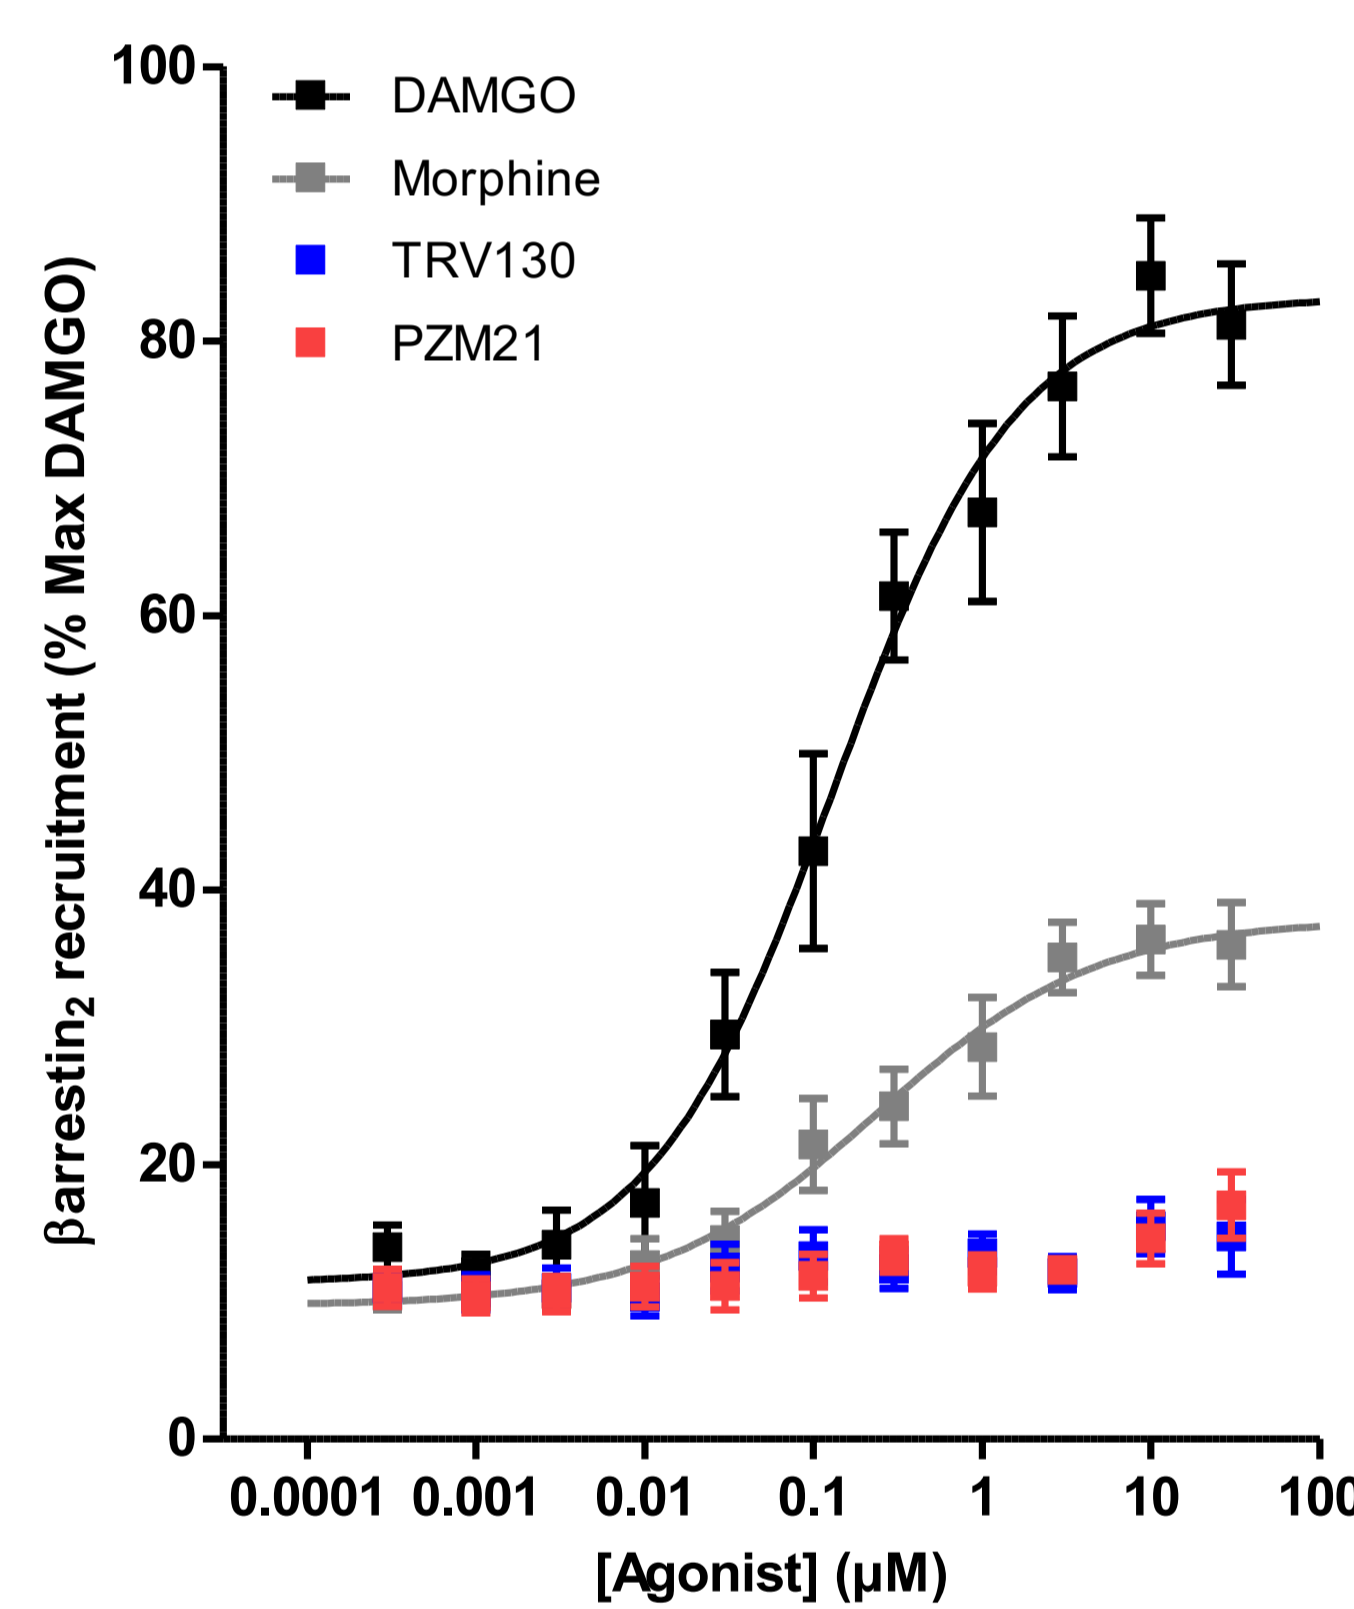 100
80
60
40
20
0
βarrestin₂ recruitment (% Max DAMGO)
DAMGO
Morphine
TRV130
PZM21
0.0001 0.001 0.01 0.1 1 10 100
[Agonist] (µM)